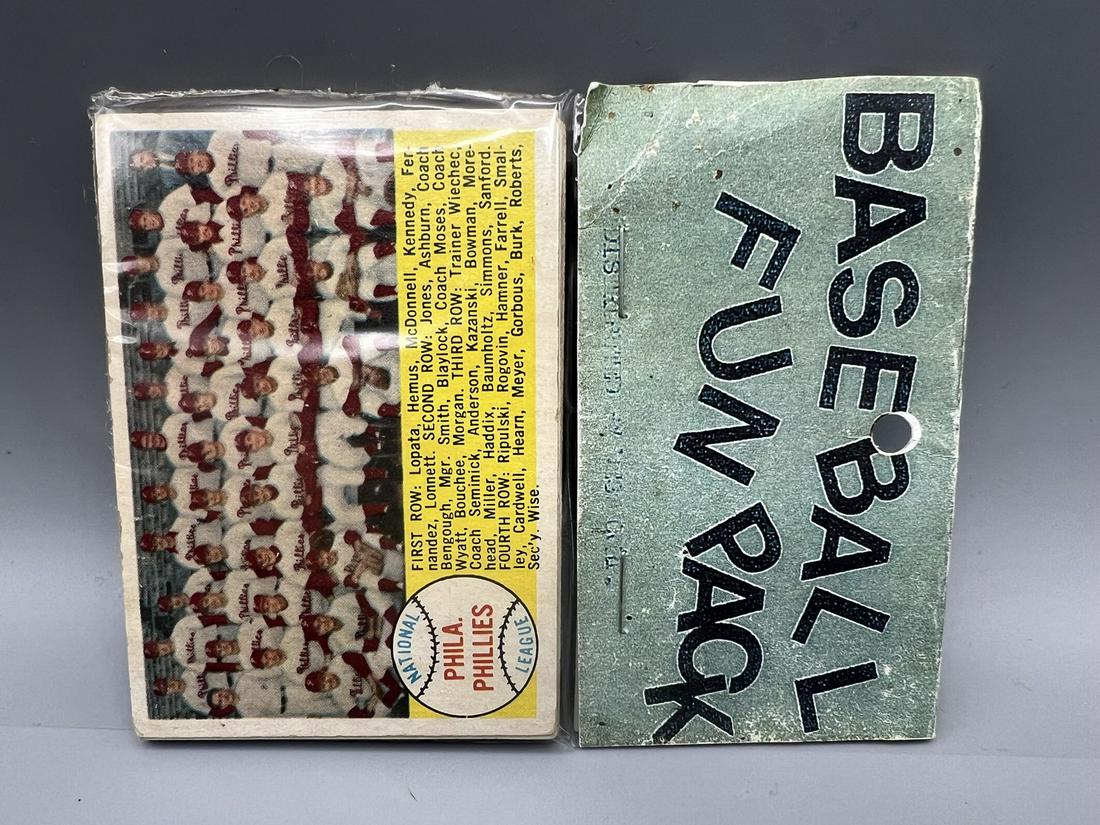 NATIONAL
PHILA.
PHILLIES
LEAGUE
FIRST ROW: Lopata, Hemus, McDonnell, Kennedy, Fer-
nandez, Lonnett. SECOND ROW: Jones, Ashburn, Coach
Bengough, Mgr. Smith, Blaylock, Coach Moses, Coach
Wyatt, Bouchee, Morgan. THIRD ROW: Trainer Wiechec,
Coach Seminick, Anderson, Kazanski, Bowman, More-
head, Miller, Haddix, Baumholtz, Simmons, Sanford.
FOURTH ROW: Ripulski, Rogovin, Hamner, Farrell, Smal-
ley, Cardwell, Hearn, Meyer, Gorbous, Burk, Roberts,
Sec'y. Wise.
BASEBALL
FUN PACK